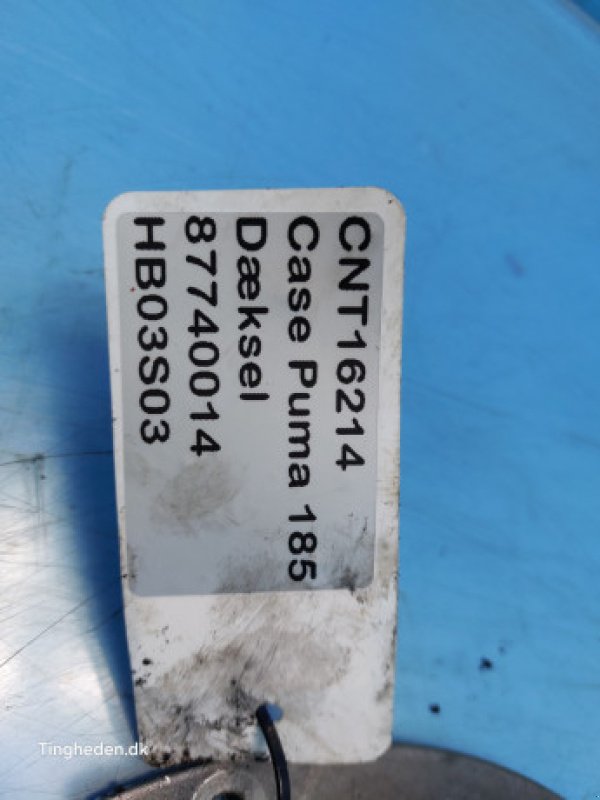 CNT16214
Case Puma 185
Dæksel
87740014
HB03S03
Tingheden.dk